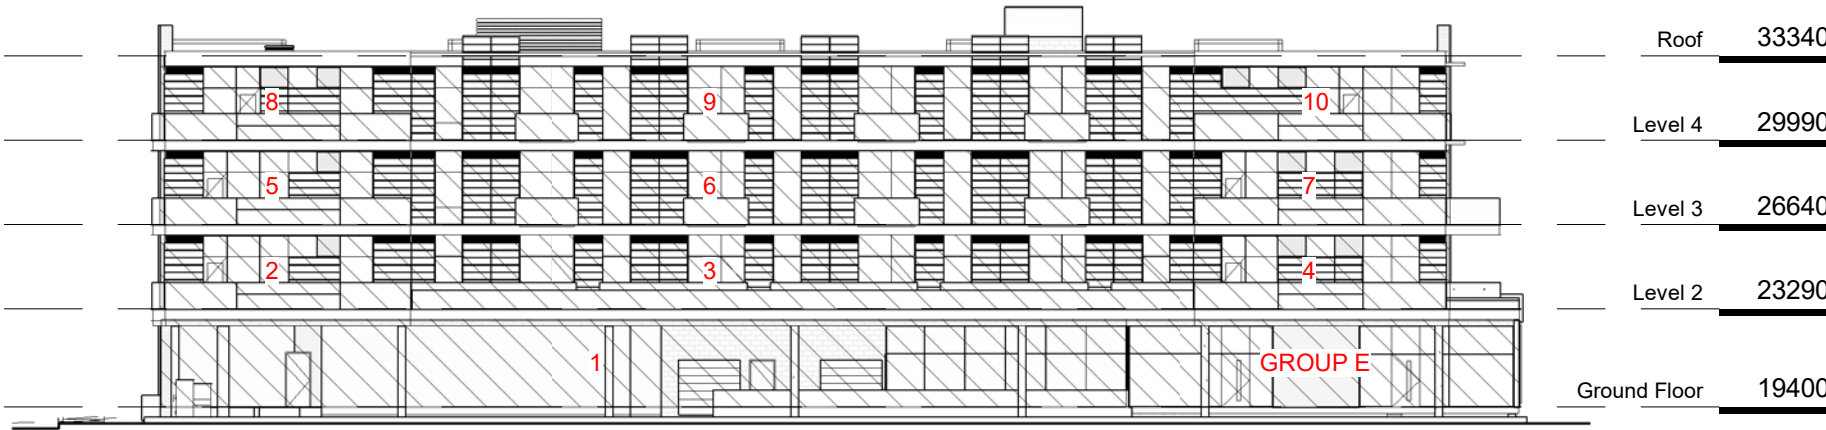 Roof 33340
8 9 10
Level 4 29990
5 6 7
Level 3 26640
2 3 4
Level 2 23290
1 GROUP E
Ground Floor 19400